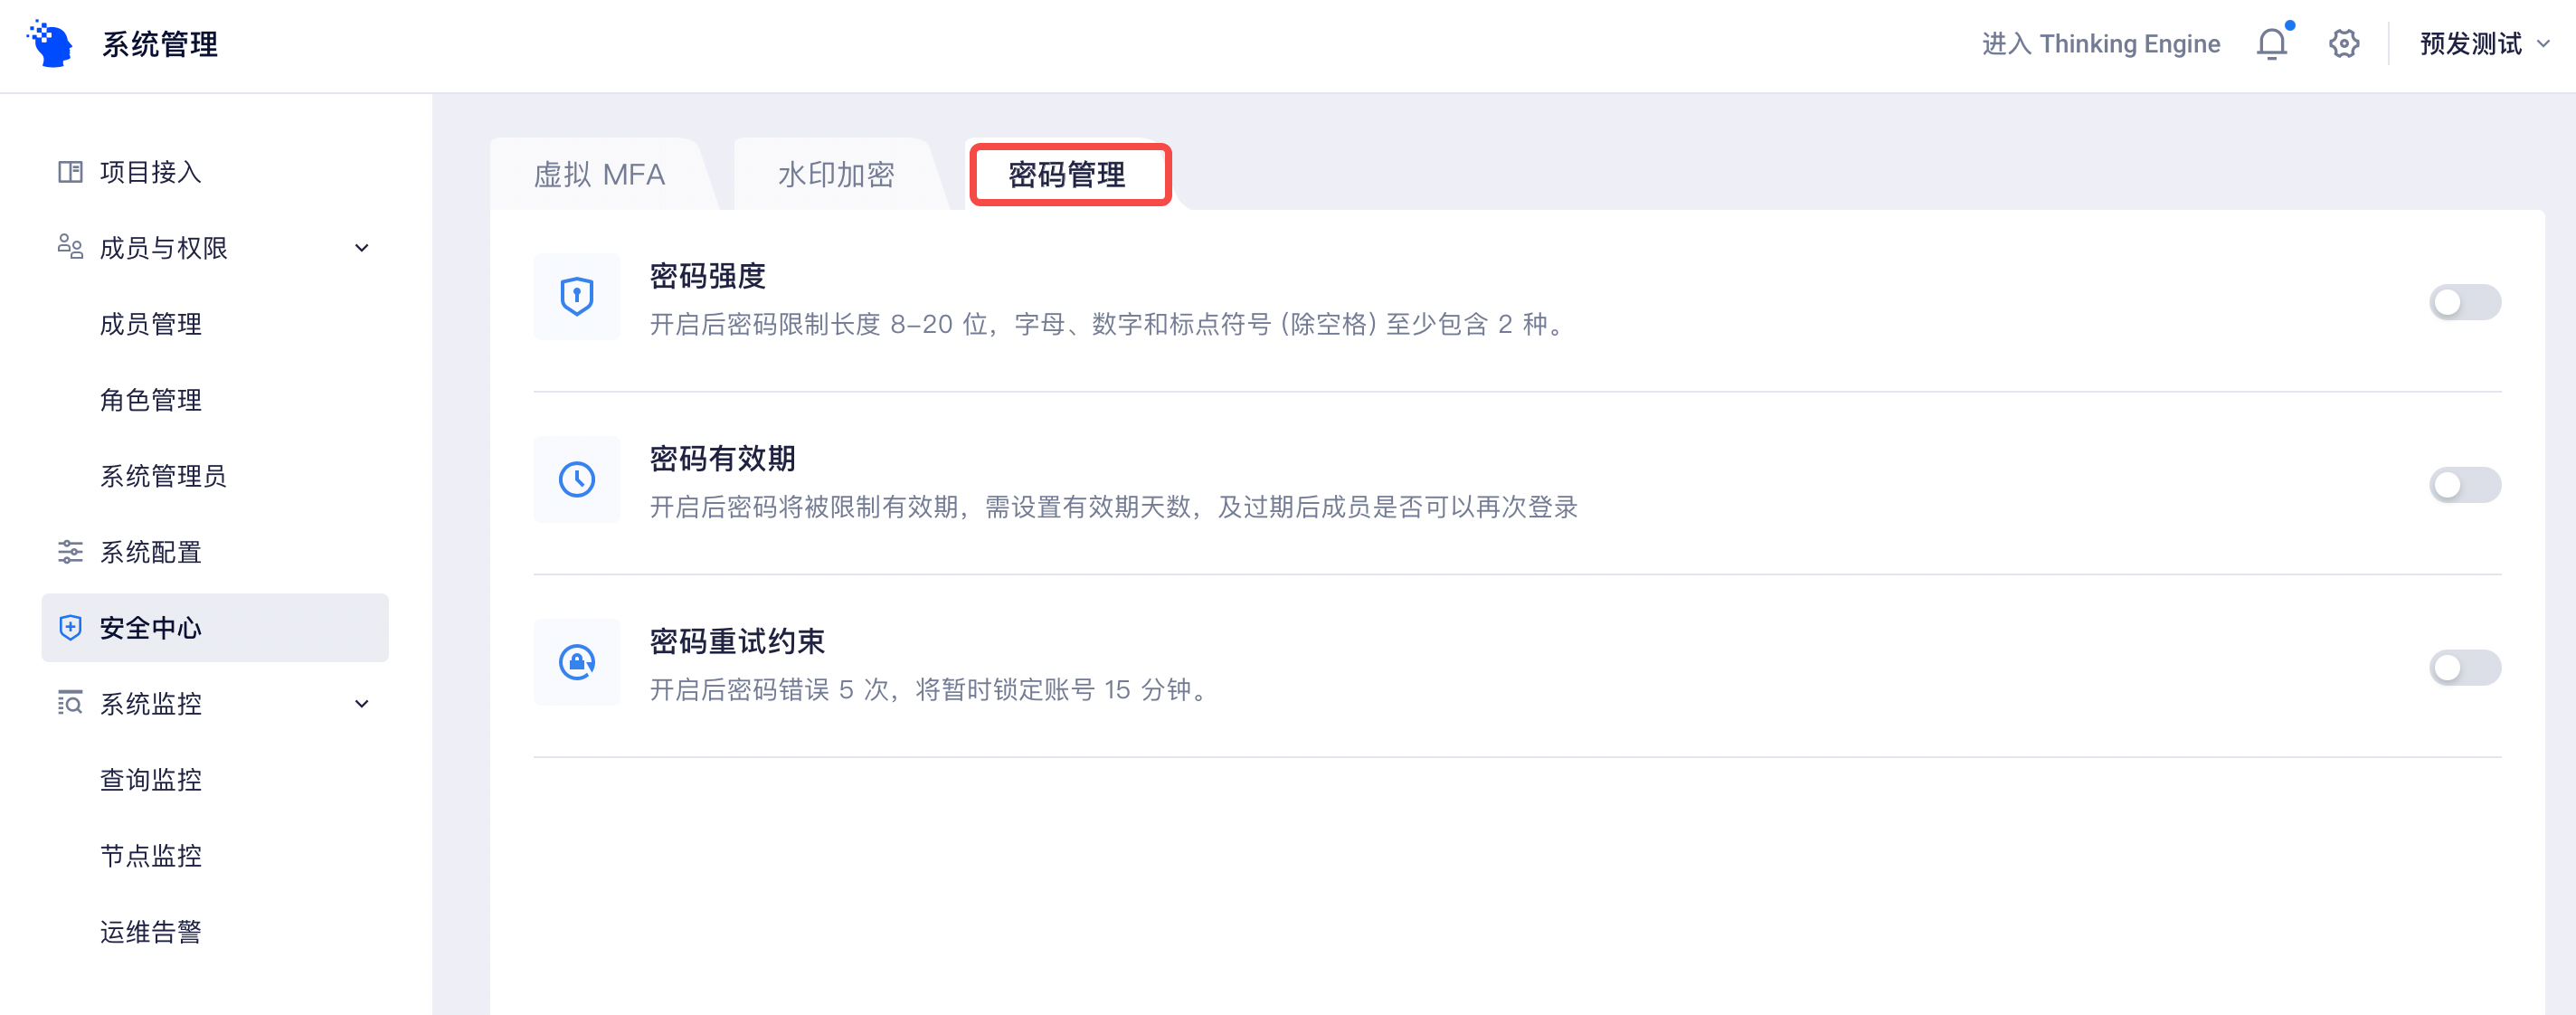 系统管理
进入 Thinking Engine
预发测试
项目接入
成员与权限
成员管理
角色管理
系统管理员
系统配置
安全中心
系统监控
查询监控
节点监控
运维告警
虚拟 MFA
水印加密
密码管理
密码强度
开启后密码限制长度 8-20 位，字母、数字和标点符号 (除空格) 至少包含 2 种。
密码有效期
开启后密码将被限制有效期，需设置有效期天数，及过期后成员是否可以再次登录
密码重试约束
开启后密码错误 5 次，将暂时锁定账号 15 分钟。